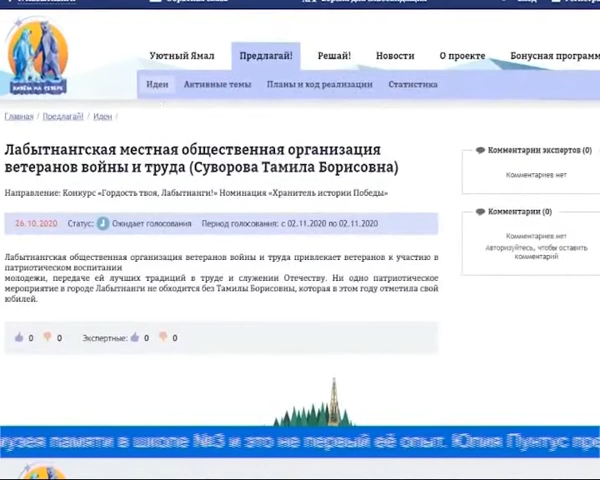 Уютный Ямал Предлагай! Решай! Новости О проекте Бонусная програм
Идеи Активные темы Планы и ход реализации Статистика
ЖИВЁМ НА СЕВЕРЕ
Главная / Предлагай! / Идеи /
Лабытнангская местная общественная организация
ветеранов войны и труда (Суворова Тамила Борисовна)
Направление: Конкурс «Гордость твоя, Лабытнанги!» Номинация «Хранитель истории Победы»
26.10.2020 Статус: Ожидает голосования Период голосования: с 02.11.2020 по 02.11.2020
Лабытнангская общественная организация ветеранов войны и труда привлекает ветеранов к участию в
патриотическом воспитании
молодежи, передаче ей лучших традиций в труде и служении Отечеству. Ни одно патриотическое
мероприятие в городе Лабытнанги не обходится без Тамилы Борисовны, которая в этом году отметила свой
юбилей.
0 0 Экспертные: 0 0
Комментарии экспертов (0)
Комментариев нет
Комментарии (0)
Комментариев нет
Авторизуйтесь, чтобы оставить
комментарий
музея памяти в школе №3 и это не первый её опыт. Юлия Пунтус пре